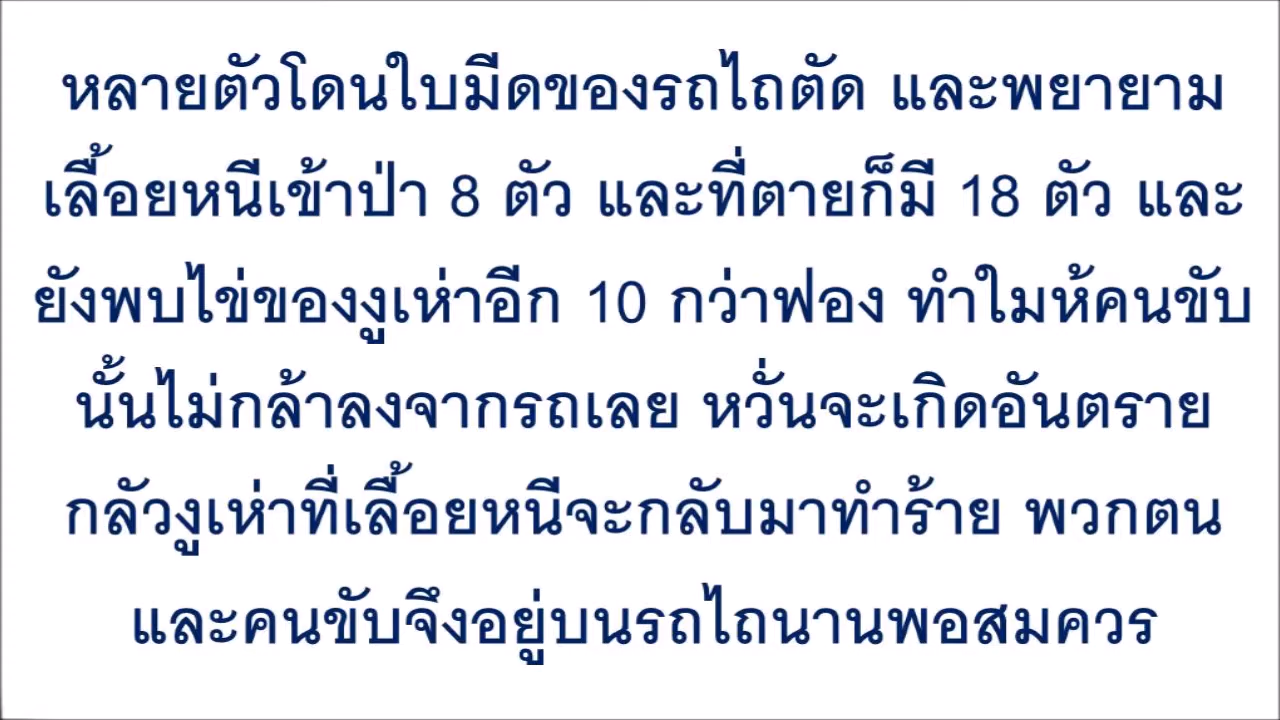 หลายตัวโดนใบมีดของรถไถตัด และพยายาม
เลื้อยหนีเข้าป่า 8 ตัว และที่ตายก็มี 18 ตัว และ
ยังพบไข่ของงูเห่าอีก 10 กว่าฟอง ทำใมห้คนขับ
นั้นไม่กล้าลงจากรถเลย หวั่นจะเกิดอันตราย
กลัวงูเห่าที่เลื้อยหนีจะกลับมาทำร้าย พวกตน
และคนขับจึงอยู่บนรถไถนานพอสมควร